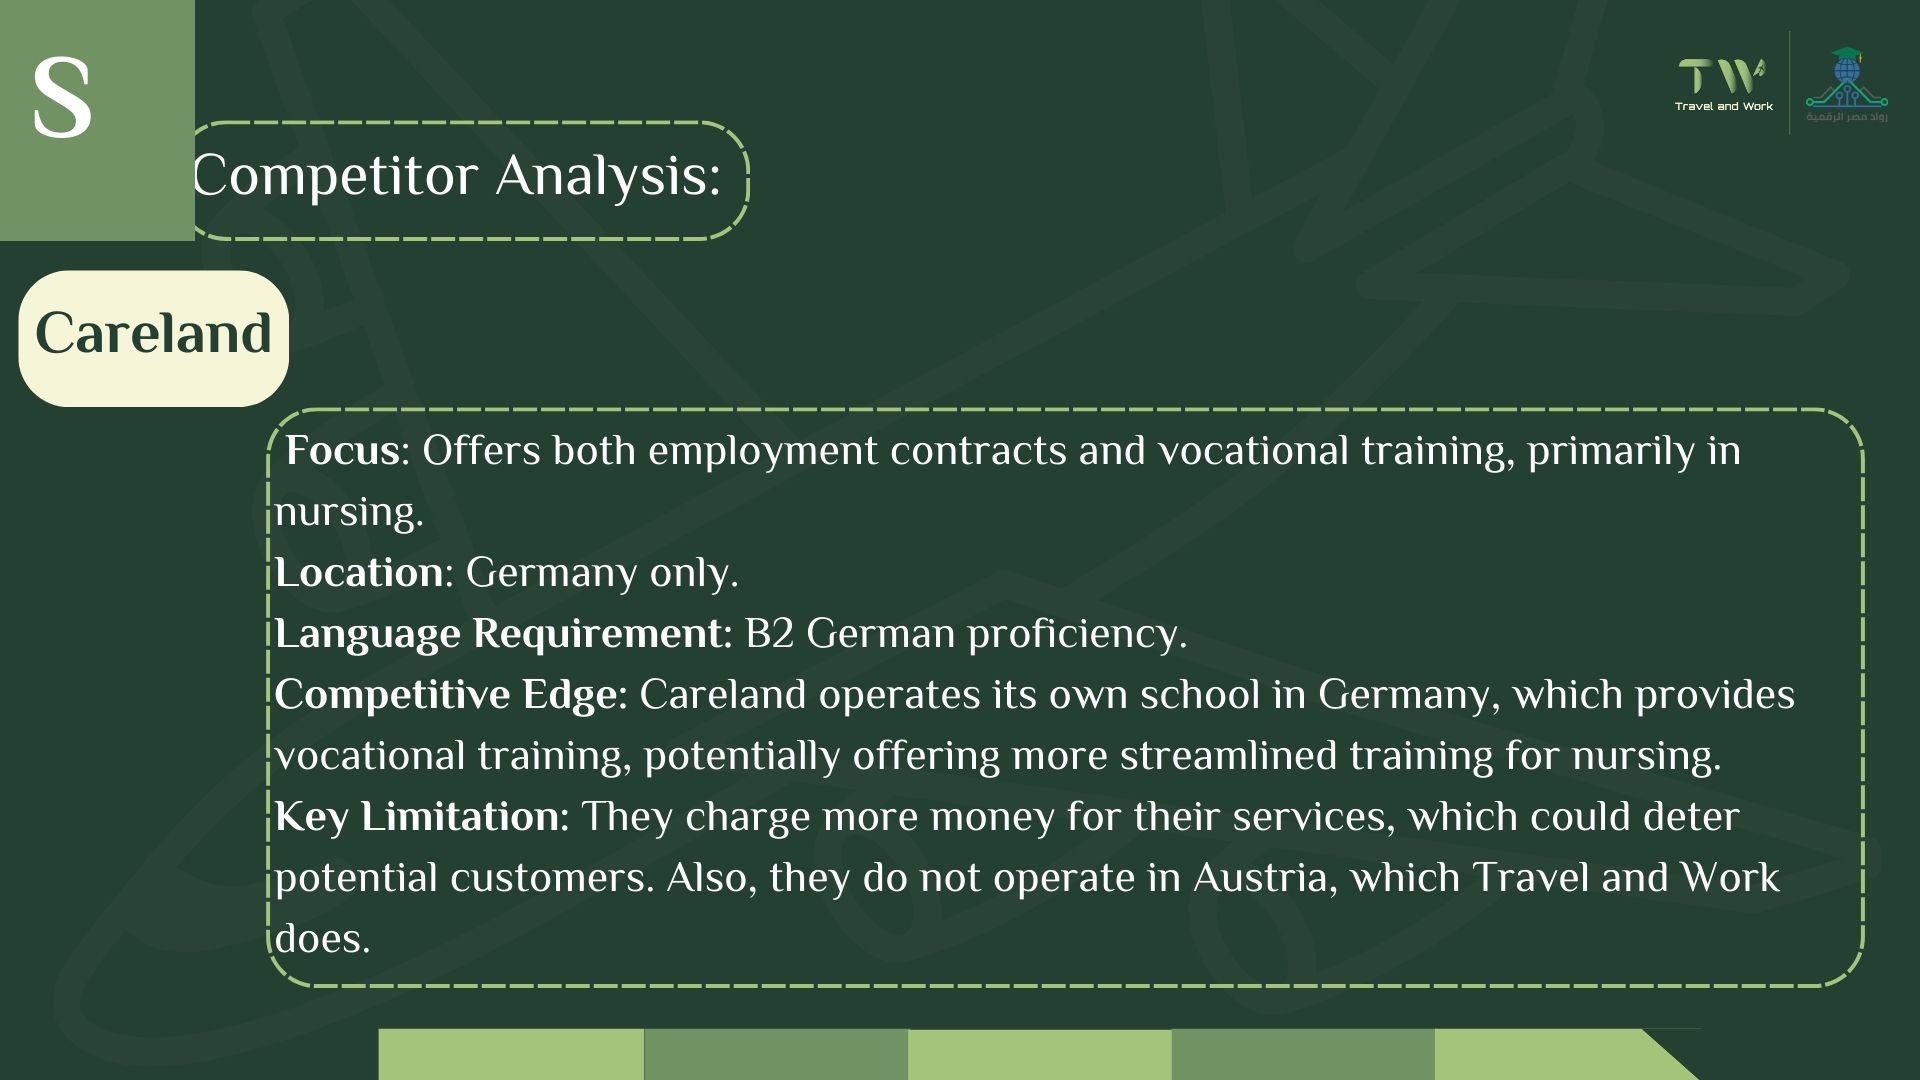 S
TW
Travel and Work
رواد مصر الرقمية
Competitor Analysis:
Careland
Focus: Offers both employment contracts and vocational training, primarily in
nursing.
Location: Germany only.
Language Requirement: B2 German proficiency.
Competitive Edge: Careland operates its own school in Germany, which provides
vocational training, potentially offering more streamlined training for nursing.
Key Limitation: They charge more money for their services, which could deter
potential customers. Also, they do not operate in Austria, which Travel and Work
does.